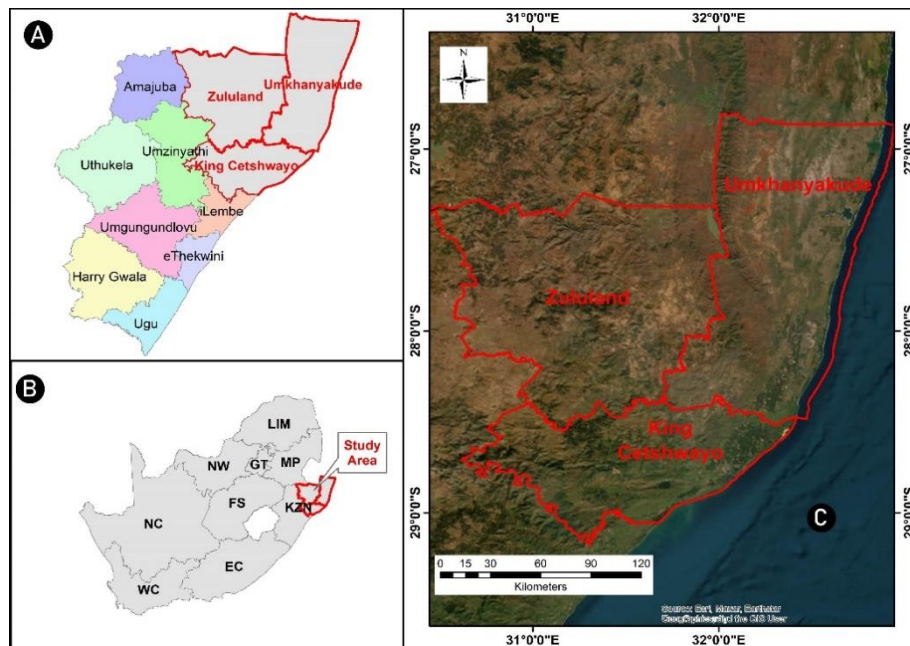 A
Amajuba
Zululand
Umkhanyakude
Uthukela
Umzinyathi
King Cetshwayo
iLembe
Umgungundlovu
eThekwini
Harry Gwala
Ugu
B
LIM
Study
Area
NW
GT
MP
FS
KZN
NC
EC
WC
31°0'0"E
32°0'0"E
N
27°0'0"S
27°0'0"S
Umkhanyakude
Zululand
28°0'0"S
28°0'0"S
King
Cetshwayo
29°0'0"S
29°0'0"S
C
0 15 30 60 90 120
Kilometers
Source: Esri, Maxar, Earthstar
the GIS User
31°0'0"E
32°0'0"E